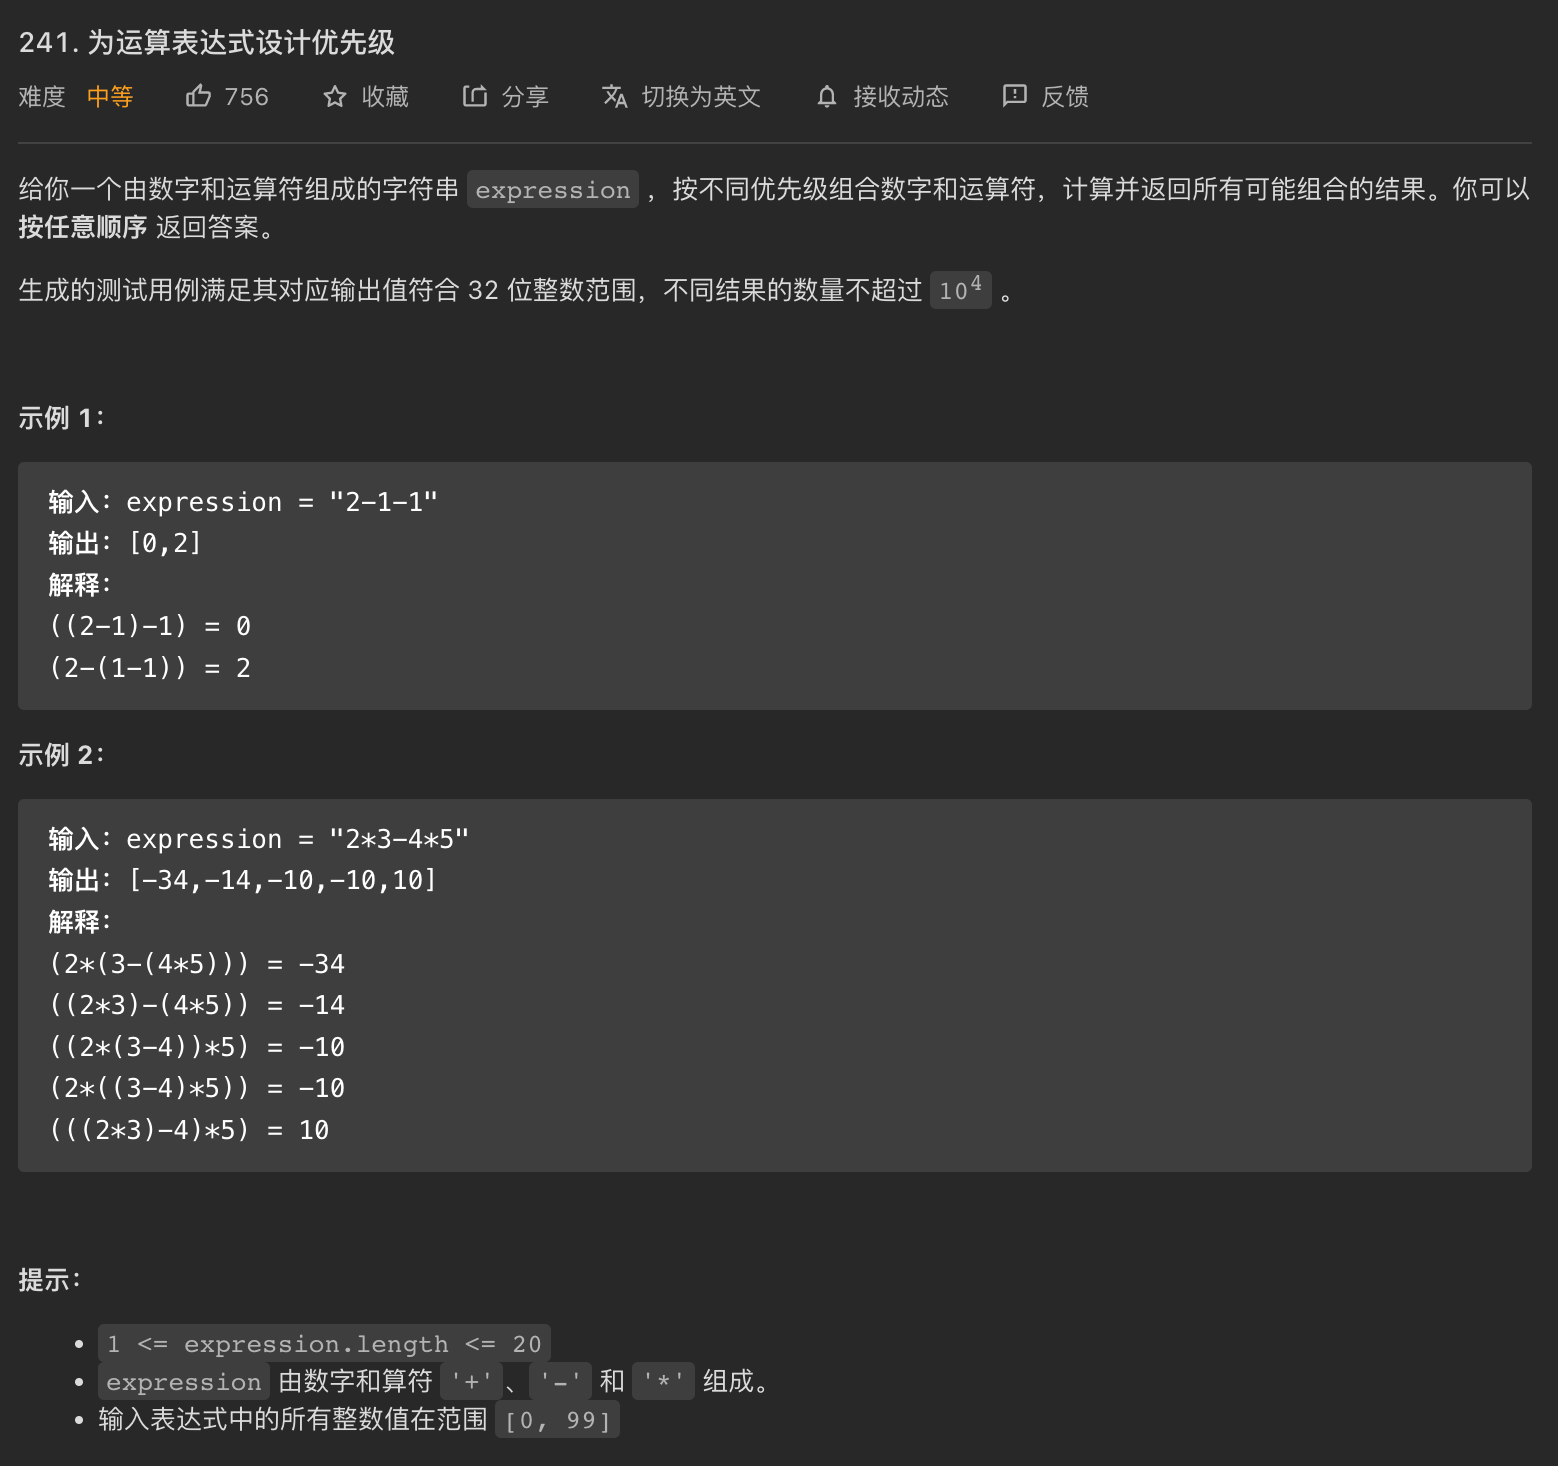 241. 为运算表达式设计优先级
难度 中等 756 收藏 分享 切换为英文 接收动态 反馈
给你一个由数字和运算符组成的字符串 expression ，按不同优先级组合数字和运算符，计算并返回所有可能组合的结果。你可以
按任意顺序 返回答案。
生成的测试用例满足其对应输出值符合 32 位整数范围，不同结果的数量不超过 10⁴ 。
示例 1：
输入：expression = "2-1-1"
输出：[0,2]
解释：
((2-1)-1) = 0
(2-(1-1)) = 2
示例 2：
输入：expression = "2*3-4*5"
输出：[-34,-14,-10,-10,10]
解释：
(2*(3-(4*5))) = -34
((2*3)-(4*5)) = -14
((2*(3-4))*5) = -10
(2*((3-4)*5)) = -10
(((2*3)-4)*5) = 10
提示：
• 1 <= expression.length <= 20
• expression 由数字和算符 '+'、'-' 和 '*' 组成。
• 输入表达式中的所有整数值在范围 [0, 99]